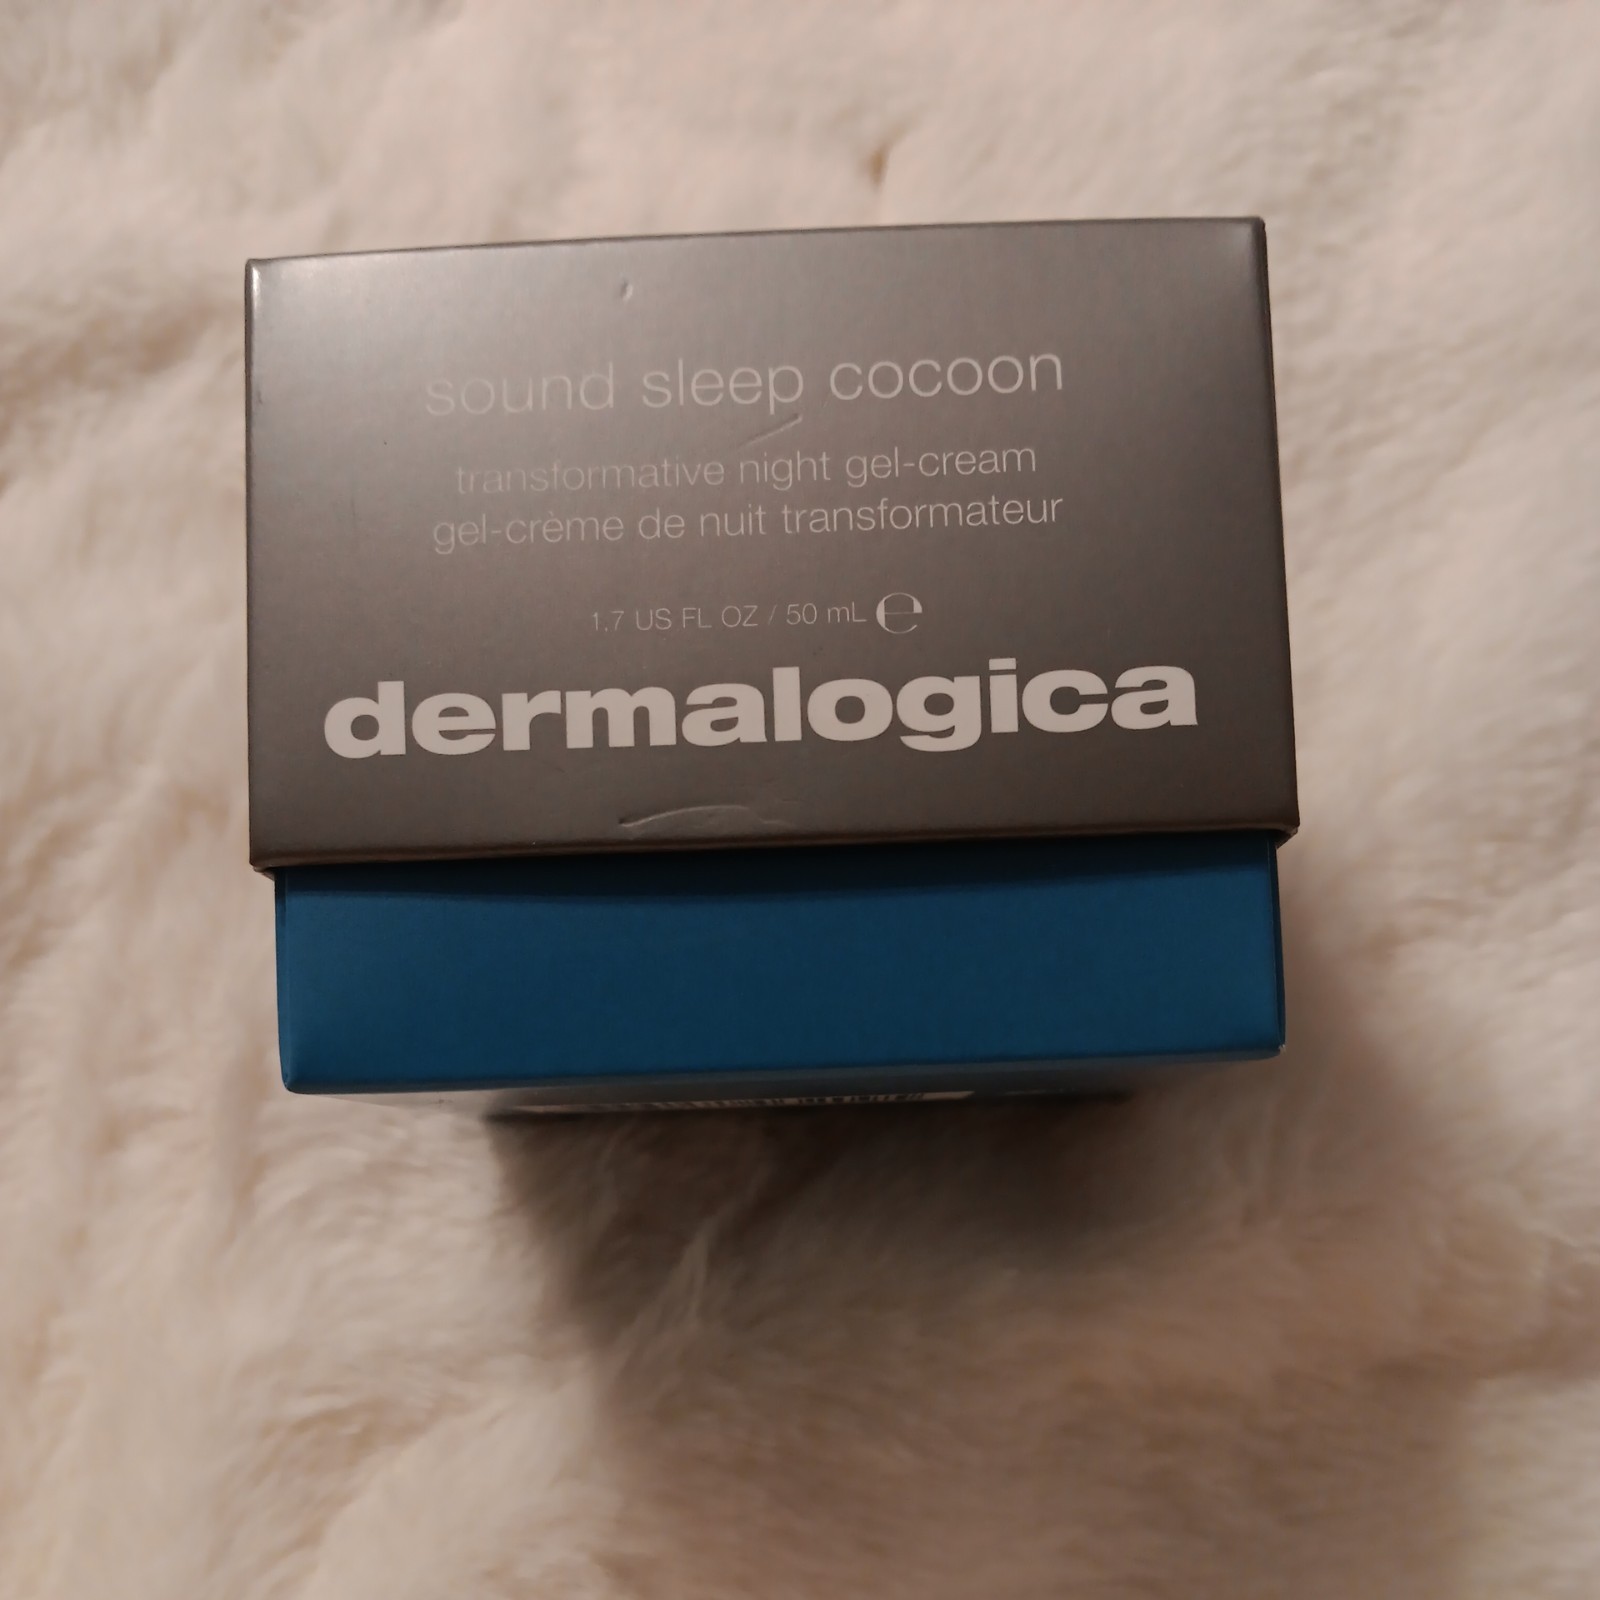 sound sleep cocoon
transformative night gel-cream
gel-crème de nuit transformateur
1.7 US FL OZ / 50 mL ℮
dermalogica